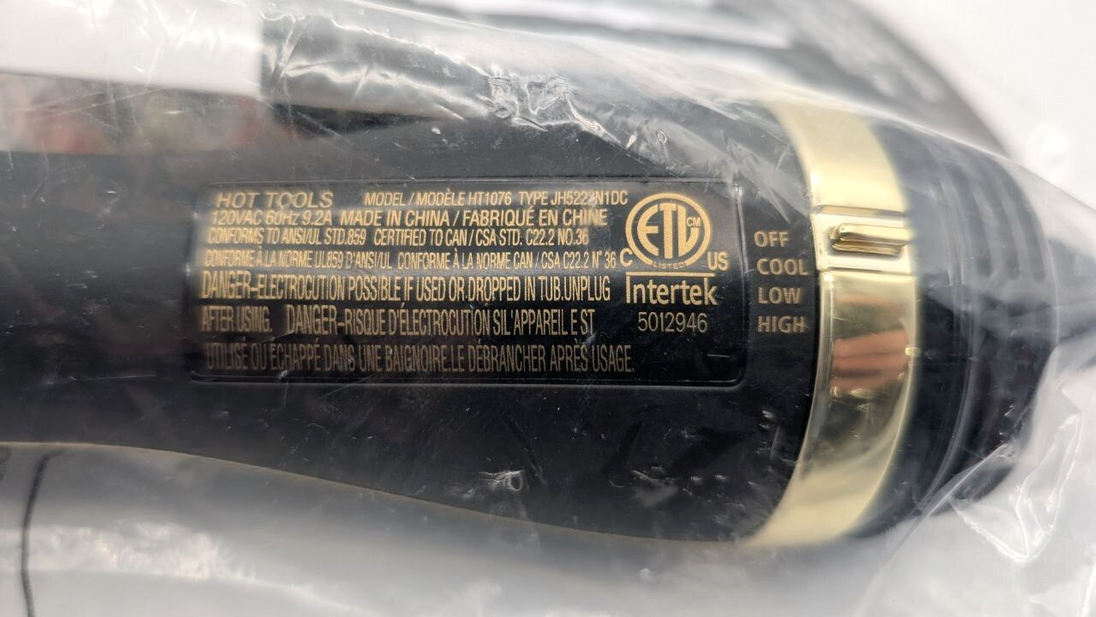 HOT TOOLS MODEL / MODÈLE HT1076 TYPE JH5223N1DC
120VAC 60Hz 9.2A MADE IN CHINA / FABRIQUÉ EN CHINE
CONFORMS TO ANSI/UL STD.859 CERTIFIED TO CAN / CSA STD. C22.2 NO.36
CONFORME À LA NORME UL859 D'ANSI/UL CONFORME À LA NORME CAN / CSA C22.2 N° 36
DANGER-ELECTROCUTION POSSIBLE IF USED OR DROPPED IN TUB.UNPLUG
AFTER USING. DANGER-RISQUE D'ÉLECTROCUTION SIL'APPAREIL E ST
UTILISÉ OU ÉCHAPPÉ DANS UNE BAIGNOIRE.LE DÉBRANCHER APRÈS USAGE.
ETL CM
LISTED
C US
Intertek
5012946
OFF
COOL
LOW
HIGH